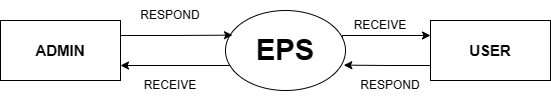 RESPOND
RECEIVE
ADMIN
EPS
USER
RECEIVE
RESPOND